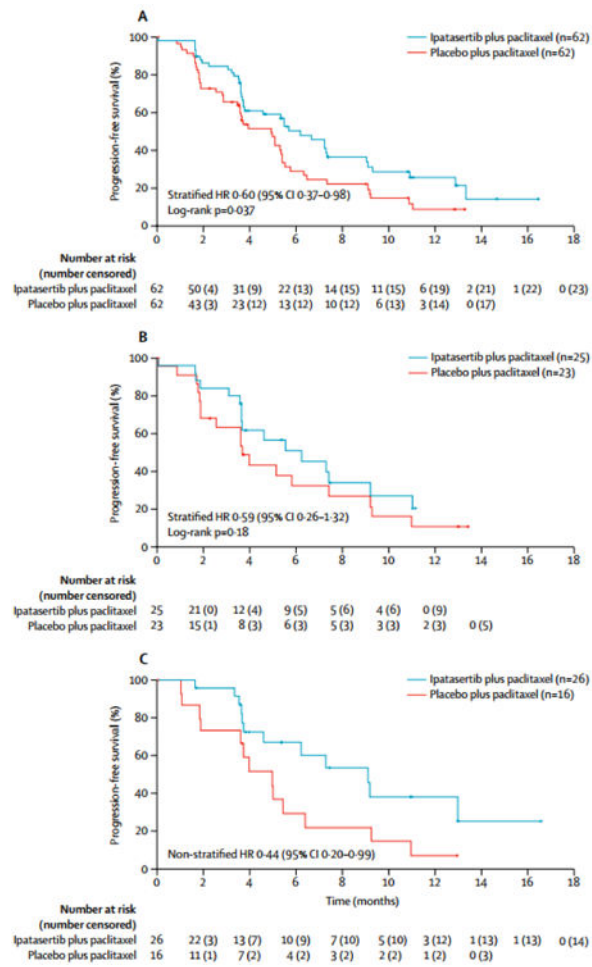 A
Ipatasertib plus paclitaxel (n=62)
Placebo plus paclitaxel (n=62)
Progression-free survival (%)
100
80
60
40
20
0
Stratified HR 0·60 (95% CI 0·37–0·98)
Log-rank p=0·037
0 2 4 6 8 10 12 14 16 18
Number at risk
(number censored)
Ipatasertib plus paclitaxel 62 50 (4) 31 (9) 22 (13) 14 (15) 11 (15) 6 (19) 2 (21) 1 (22) 0 (23)
Placebo plus paclitaxel 62 43 (3) 23 (12) 13 (12) 10 (12) 6 (13) 3 (14) 0 (17)
B
Ipatasertib plus paclitaxel (n=25)
Placebo plus paclitaxel (n=23)
Progression-free survival (%)
100
80
60
40
20
0
Stratified HR 0·59 (95% CI 0·26–1·32)
Log-rank p=0·18
0 2 4 6 8 10 12 14 16 18
Number at risk
(number censored)
Ipatasertib plus paclitaxel 25 21 (0) 12 (4) 9 (5) 5 (6) 4 (6) 0 (9)
Placebo plus paclitaxel 23 15 (1) 8 (3) 6 (3) 5 (3) 3 (3) 2 (3) 0 (5)
C
Ipatasertib plus paclitaxel (n=26)
Placebo plus paclitaxel (n=16)
Progression-free survival (%)
100
80
60
40
20
0
Non-stratified HR 0·44 (95% CI 0·20–0·99)
0 2 4 6 8 10 12 14 16 18
Time (months)
Number at risk
(number censored)
Ipatasertib plus paclitaxel 26 22 (3) 13 (7) 10 (9) 7 (10) 5 (10) 3 (12) 1 (13) 1 (13) 0 (14)
Placebo plus paclitaxel 16 11 (1) 7 (2) 4 (2) 3 (2) 2 (2) 1 (2) 0 (3)